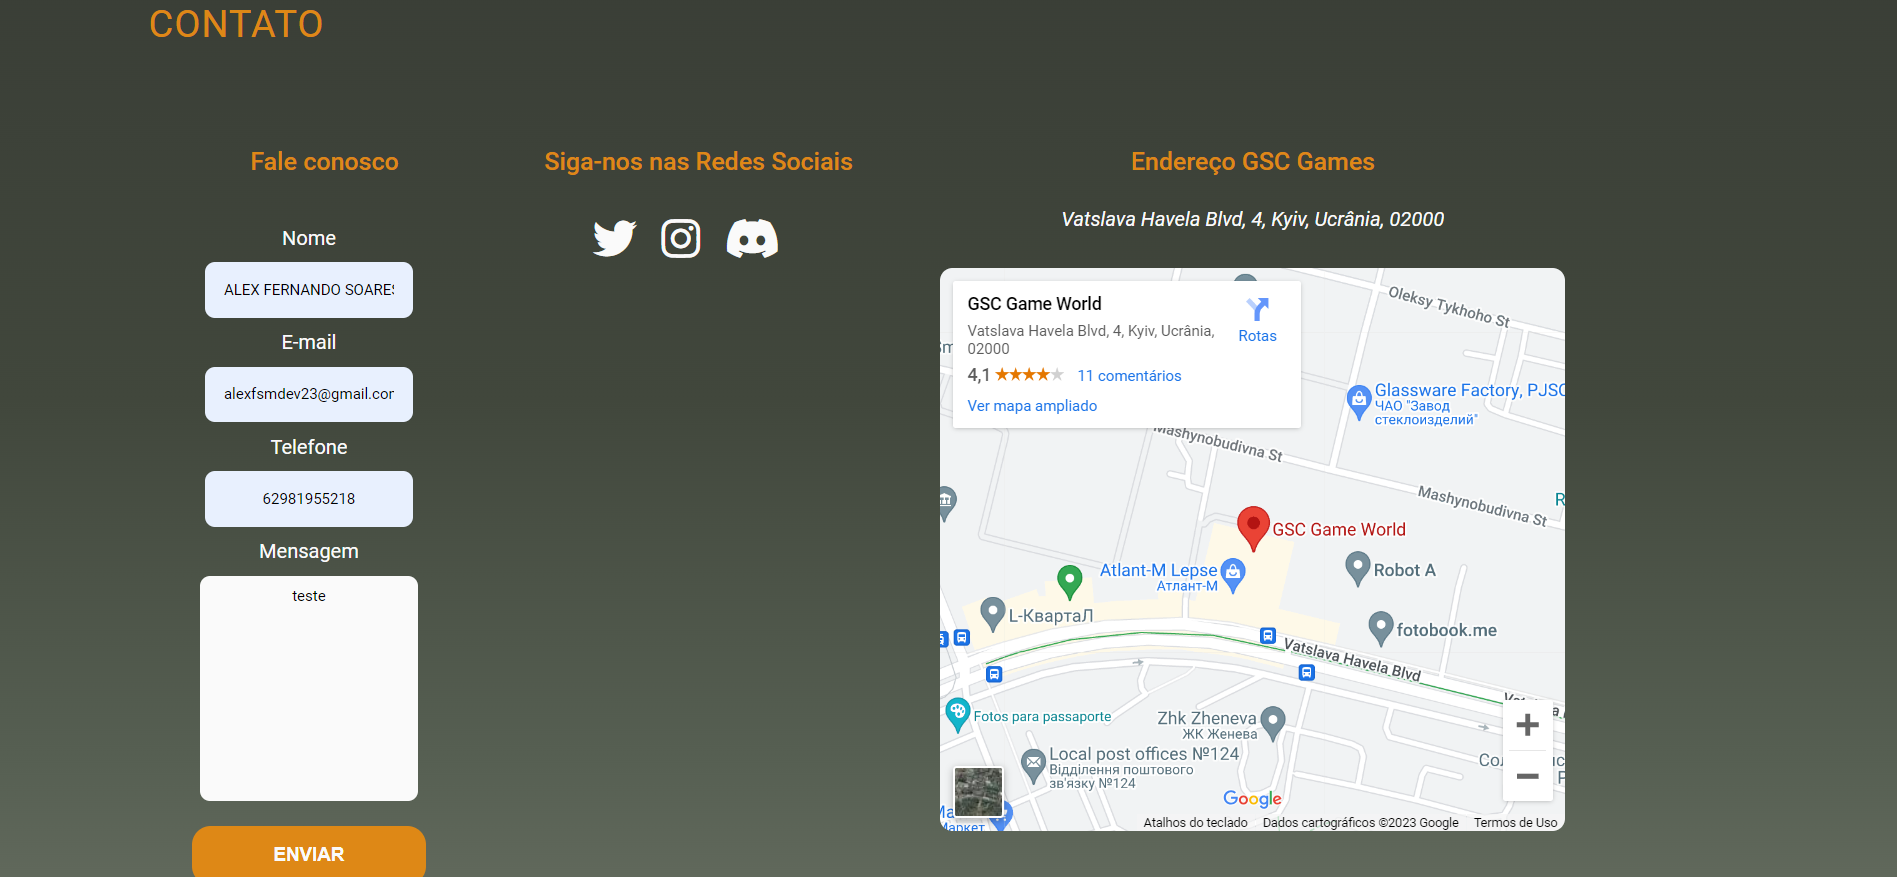 CONTATO
Fale conosco
Nome
ALEX FERNANDO SOARES
E-mail
alexfsmdev23@gmail.cor
Telefone
62981955218
Mensagem
teste
ENVIAR
Siga-nos nas Redes Sociais
Endereço GSC Games
Vatslava Havela Blvd, 4, Kyiv, Ucrânia, 02000
GSC Game World
Vatslava Havela Blvd, 4, Kyiv, Ucrânia,
02000
Rotas
4,1 11 comentários
Ver mapa ampliado
Oleksy Tykhoho St
Glassware Factory, PJSC
ЧАО "Завод
стеклоизделий"
Mashynobudivna St
Mashynobudivna St
GSC Game World
Atlant-M Lepse
Атлант-М
Robot A
L-КвартаЛ
fotobook.me
Vatslava Havela Blvd
Fotos para passaporte
Zhk Zheneva
ЖК Женева
Local post offices №124
Відділення поштового
зв'язку №124
Маркет
Google
Atalhos do teclado
Dados cartográficos ©2023 Google
Termos de Uso